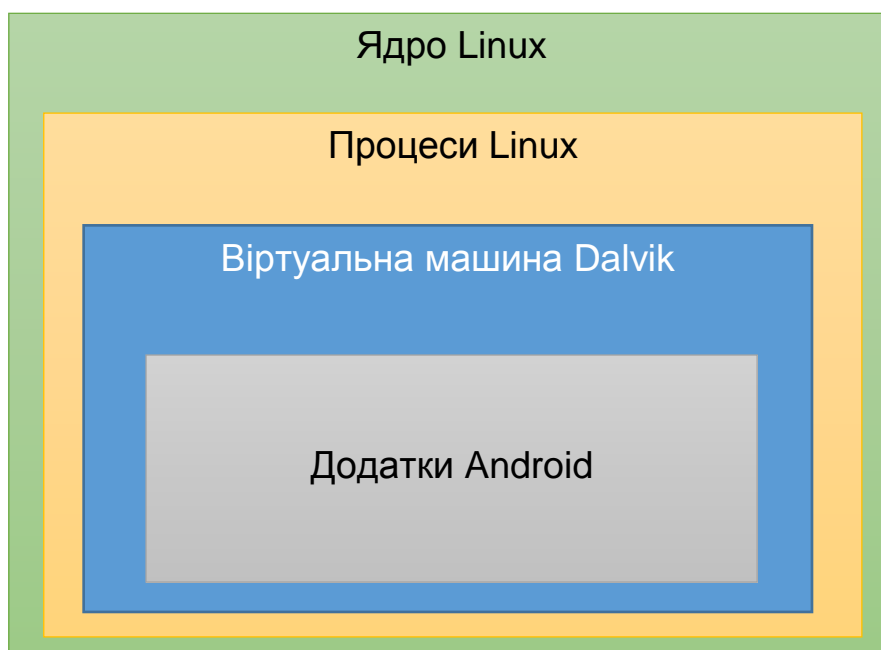 Ядро Linux
Процеси Linux
Віртуальна машина Dalvik
Додатки Android